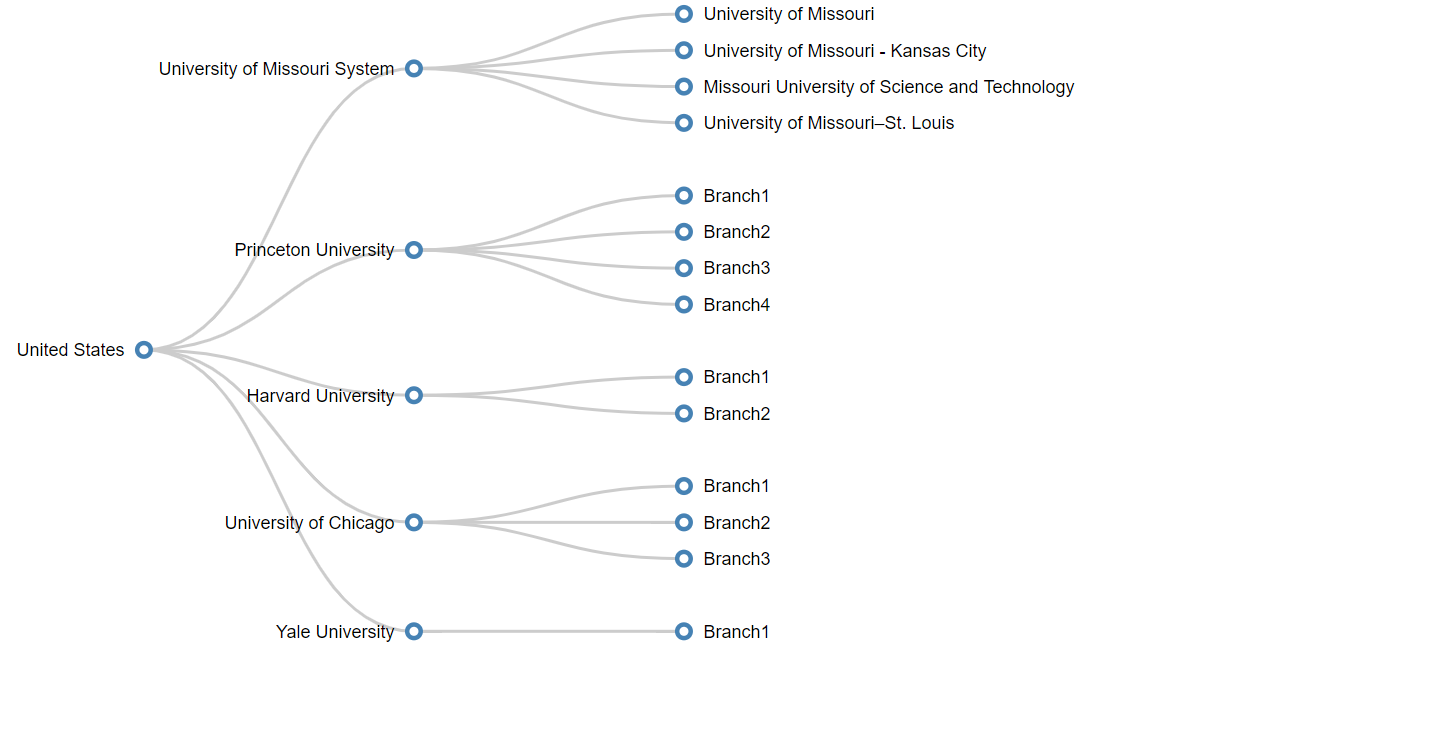 University of Missouri
University of Missouri - Kansas City
University of Missouri System
Missouri University of Science and Technology
University of Missouri–St. Louis
Branch1
Branch2
Princeton University
Branch3
Branch4
United States
Branch1
Harvard University
Branch2
Branch1
University of Chicago
Branch2
Branch3
Yale University
Branch1